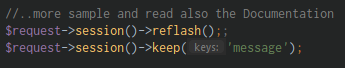 //..more sample and read also the Documentation
$request->session()->reflash();;
$request->session()->keep( keys: 'message');